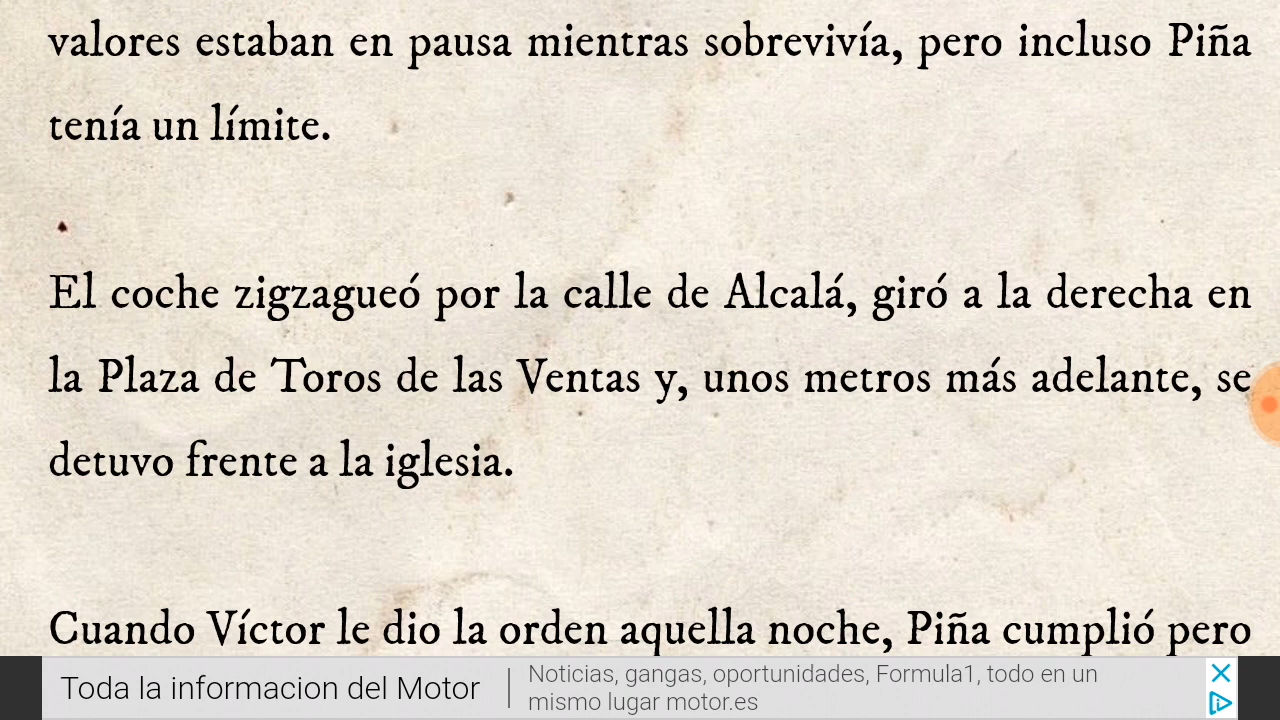 valores estaban en pausa mientras sobrevivía, pero incluso Piña
tenía un límite.
El coche zigzagueó por la calle de Alcalá, giró a la derecha en
la Plaza de Toros de las Ventas y, unos metros más adelante, se
detuvo frente a la iglesia.
Cuando Víctor le dio la orden aquella noche, Piña cumplió pero
Toda la informacion del Motor
Noticias, gangas, oportunidades, Formula1, todo en un
mismo lugar motor.es